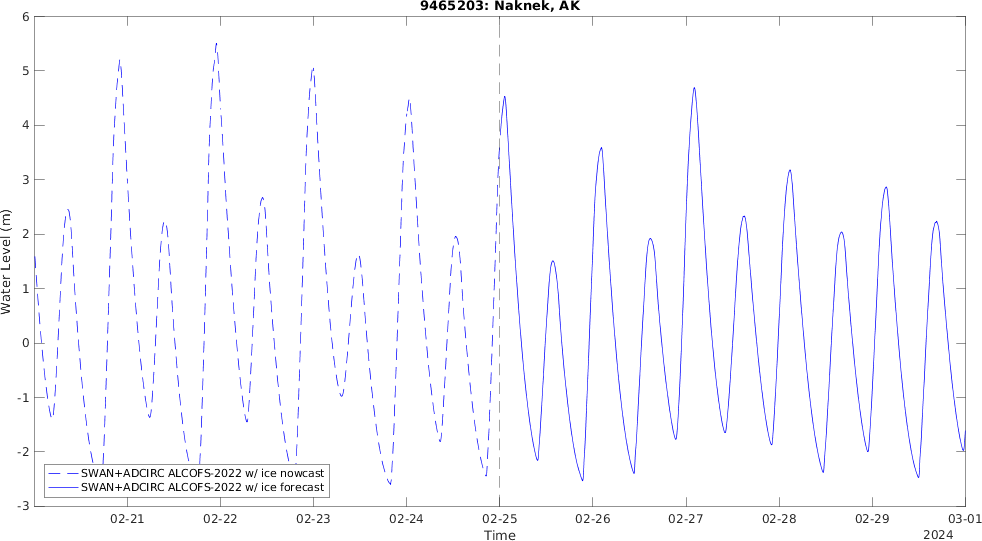 9465203: Naknek, AK
6
5
4
3
2
1
0
-1
-2
-3
Water Level (m)
SWAN+ADCIRC ALCOFS-2022 w/ ice nowcast
SWAN+ADCIRC ALCOFS-2022 w/ ice forecast
02-21 02-22 02-23 02-24 02-25 02-26 02-27 02-28 02-29 03-01
Time
2024